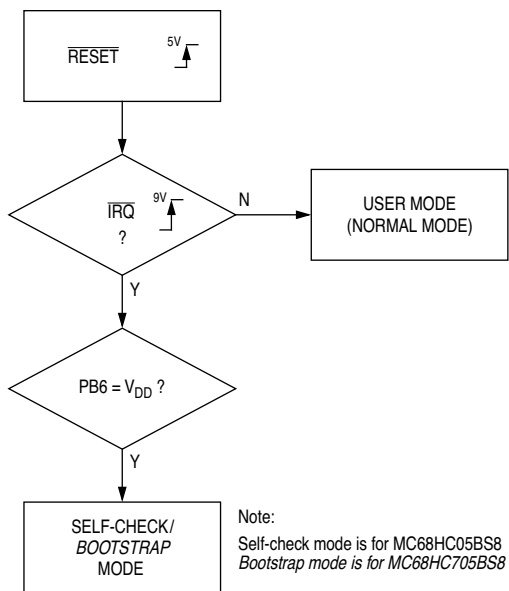 RESET 5V
IRQ 9V
?
N
USER MODE
(NORMAL MODE)
Y
PB6 = VDD ?
Y
SELF-CHECK/
BOOTSTRAP
MODE
Note:
Self-check mode is for MC68HC05BS8
Bootstrap mode is for MC68HC705BS8